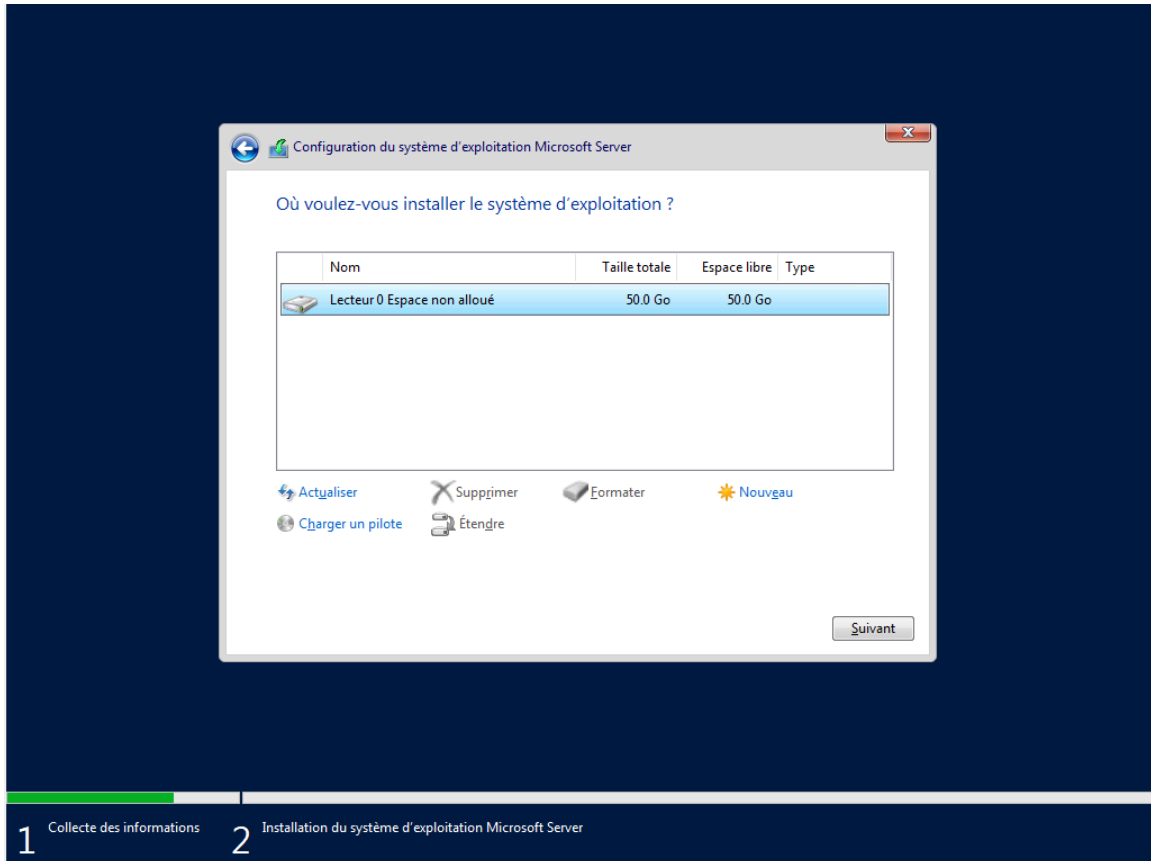 Configuration du système d'exploitation Microsoft Server
Où voulez-vous installer le système d'exploitation ?
Nom Taille totale Espace libre Type
Lecteur 0 Espace non alloué 50.0 Go 50.0 Go
Actualiser Supprimer Formater Nouveau
Charger un pilote Étendre
Suivant
1 Collecte des informations 2 Installation du système d'exploitation Microsoft Server